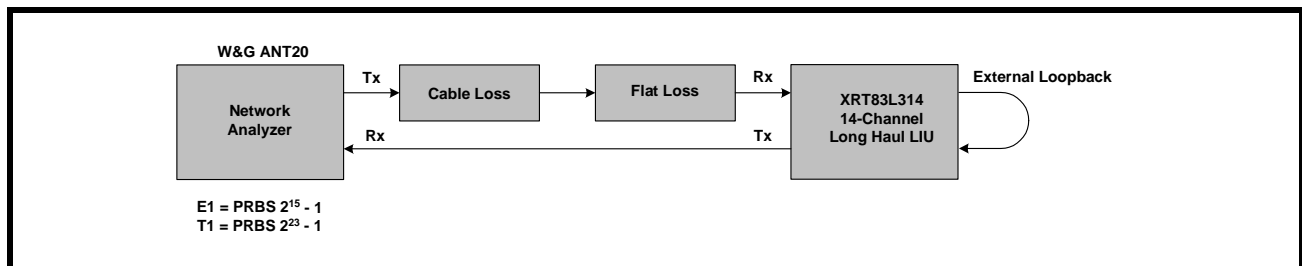 W&G ANT20
Network
Analyzer
Tx
Cable Loss
Flat Loss
Rx
XRT83L314
14-Channel
Long Haul LIU
External Loopback
Rx
Tx
E1 = PRBS 2¹⁵ - 1
T1 = PRBS 2²³ - 1